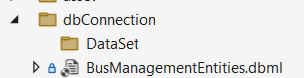 dbConnection
DataSet
BusManagementEntities.dbml